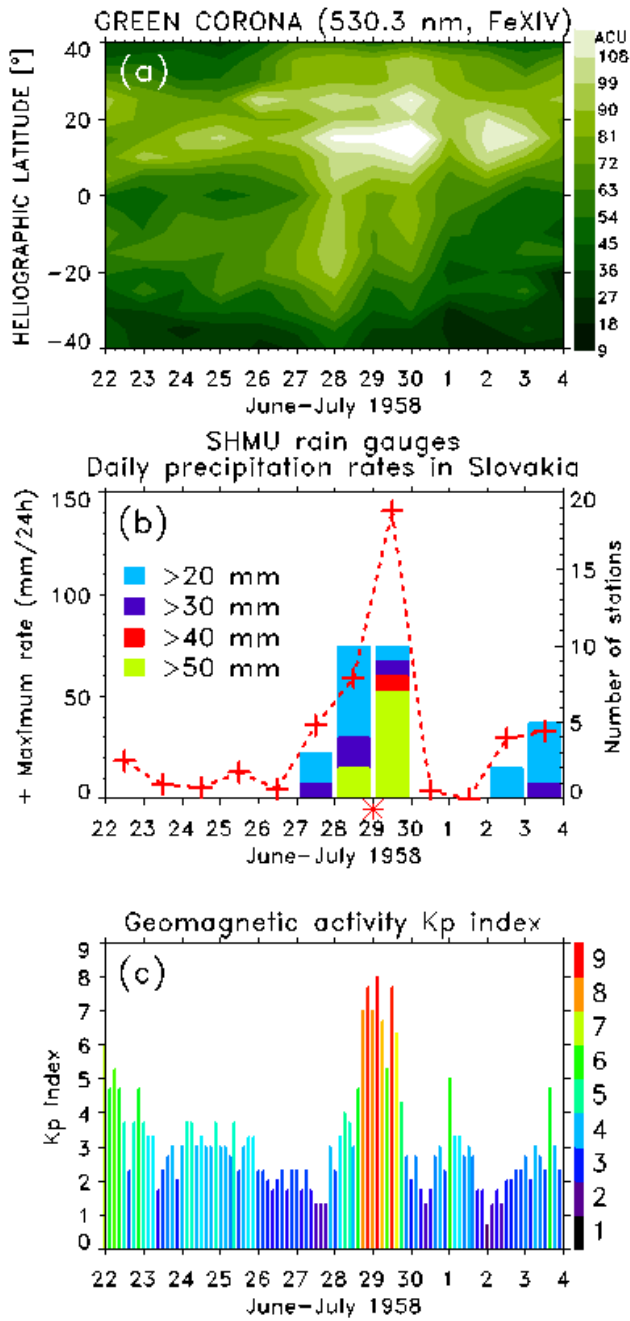 GREEN CORONA (530.3 nm, FeXIV)
(a)
HELIOGRAPHIC LATITUDE [°]
40
20
0
−20
−40
ACU
108
99
90
81
72
63
54
45
36
27
18
9
22 23 24 25 26 27 28 29 30 1 2 3 4
June−July 1958
SHMU rain gauges
Daily precipitation rates in Slovakia
(b)
+ Maximum rate (mm/24h)
150
100
50
0
>20 mm
>30 mm
>40 mm
>50 mm
20
15
10
5
0
Number of stations
22 23 24 25 26 27 28 29 30 1 2 3 4
June−July 1958
Geomagnetic activity Kp index
(c)
Kp index
9
8
7
6
5
4
3
2
1
0
9
8
7
6
5
4
3
2
1
22 23 24 25 26 27 28 29 30 1 2 3 4
June−July 1958